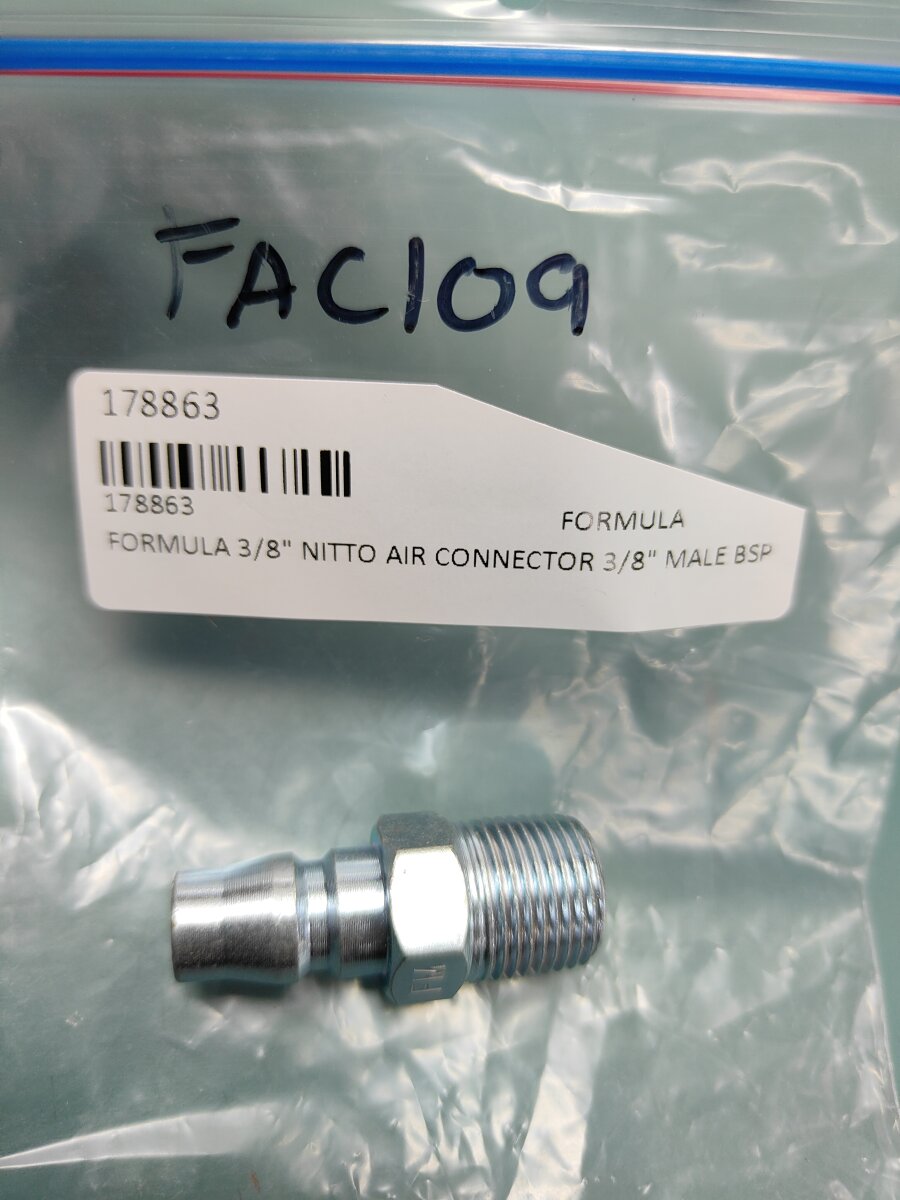 FAC109
178863
178863
FORMULA
FORMULA 3/8" NITTO AIR CONNECTOR 3/8" MALE BSP